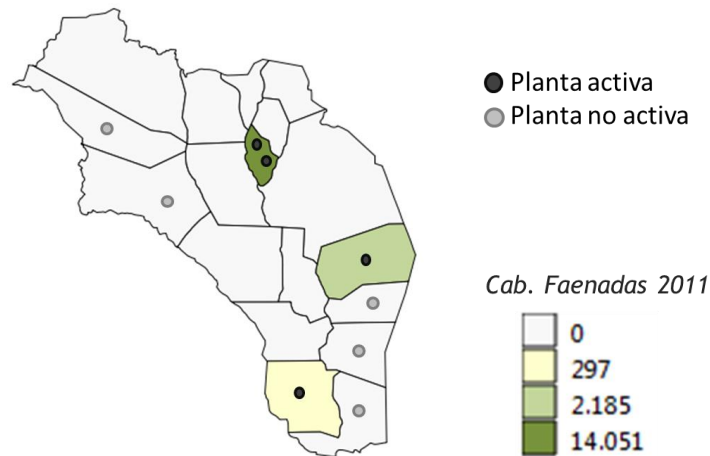 Planta activa
Planta no activa
Cab. Faenadas 2011
0
297
2.185
14.051